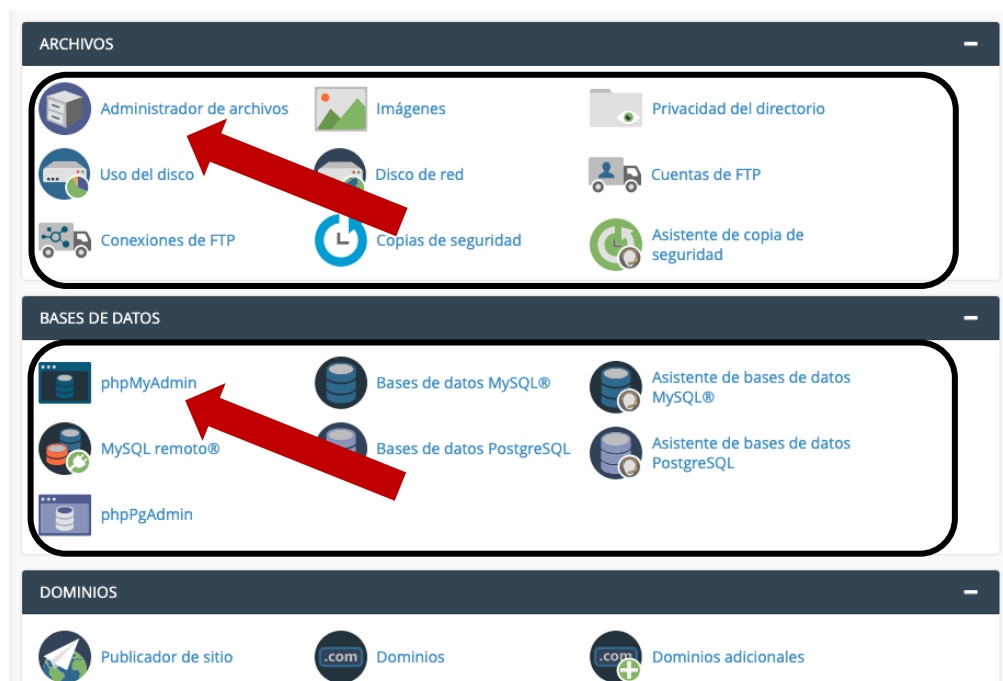 ARCHIVOS
Administrador de archivos
Imágenes
Privacidad del directorio
Uso del disco
Disco de red
Cuentas de FTP
Conexiones de FTP
Copias de seguridad
Asistente de copia de
seguridad
BASES DE DATOS
phpMyAdmin
Bases de datos MySQL®
Asistente de bases de datos
MySQL®
MySQL remoto®
Bases de datos PostgreSQL
Asistente de bases de datos
PostgreSQL
phpPgAdmin
DOMINIOS
Publicador de sitio
.com
Dominios
.com
Dominios adicionales